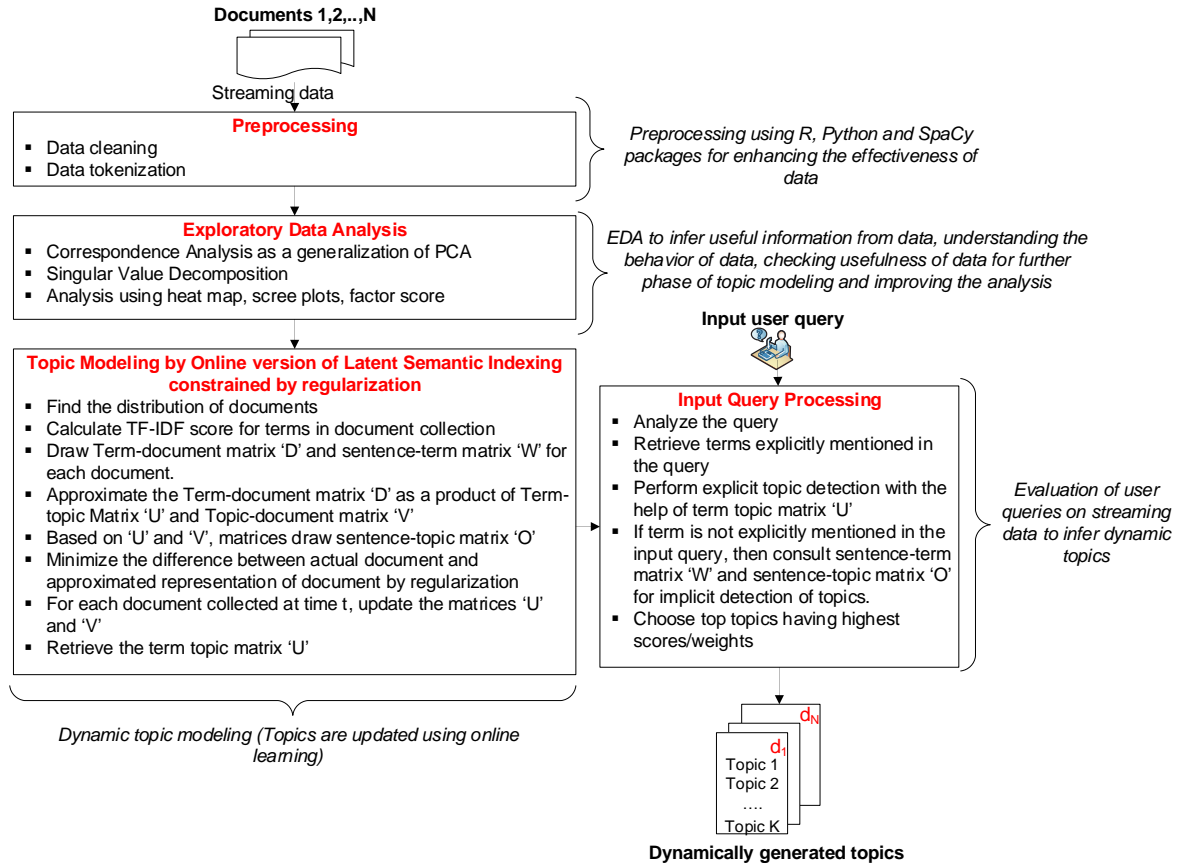 Documents 1,2,..,N
Streaming data
Preprocessing
▪ Data cleaning
▪ Data tokenization
Preprocessing using R, Python and SpaCy
packages for enhancing the effectiveness of
data
Exploratory Data Analysis
▪ Correspondence Analysis as a generalization of PCA
▪ Singular Value Decomposition
▪ Analysis using heat map, scree plots, factor score
EDA to infer useful information from data, understanding the
behavior of data, checking usefulness of data for further
phase of topic modeling and improving the analysis
Topic Modeling by Online version of Latent Semantic Indexing
constrained by regularization
▪ Find the distribution of documents
▪ Calculate TF-IDF score for terms in document collection
▪ Draw Term-document matrix ‘D’ and sentence-term matrix ‘W’ for
each document.
▪ Approximate the Term-document matrix ‘D’ as a product of Term-
topic Matrix ‘U’ and Topic-document matrix ‘V’
▪ Based on ‘U’ and ‘V’, matrices draw sentence-topic matrix ‘O’
▪ Minimize the difference between actual document and
approximated representation of document by regularization
▪ For each document collected at time t, update the matrices ‘U’
and ‘V’
▪ Retrieve the term topic matrix ‘U’
Dynamic topic modeling (Topics are updated using online
learning)
Input user query
Input Query Processing
▪ Analyze the query
▪ Retrieve terms explicitly mentioned in
the query
▪ Perform explicit topic detection with the
help of term topic matrix ‘U’
▪ If term is not explicitly mentioned in the
input query, then consult sentence-term
matrix ‘W’ and sentence-topic matrix ‘O’
for implicit detection of topics.
▪ Choose top topics having highest
scores/weights
Evaluation of user
queries on streaming
data to infer dynamic
topics
dN
d1
Topic 1
Topic 2
....
Topic K
Dynamically generated topics